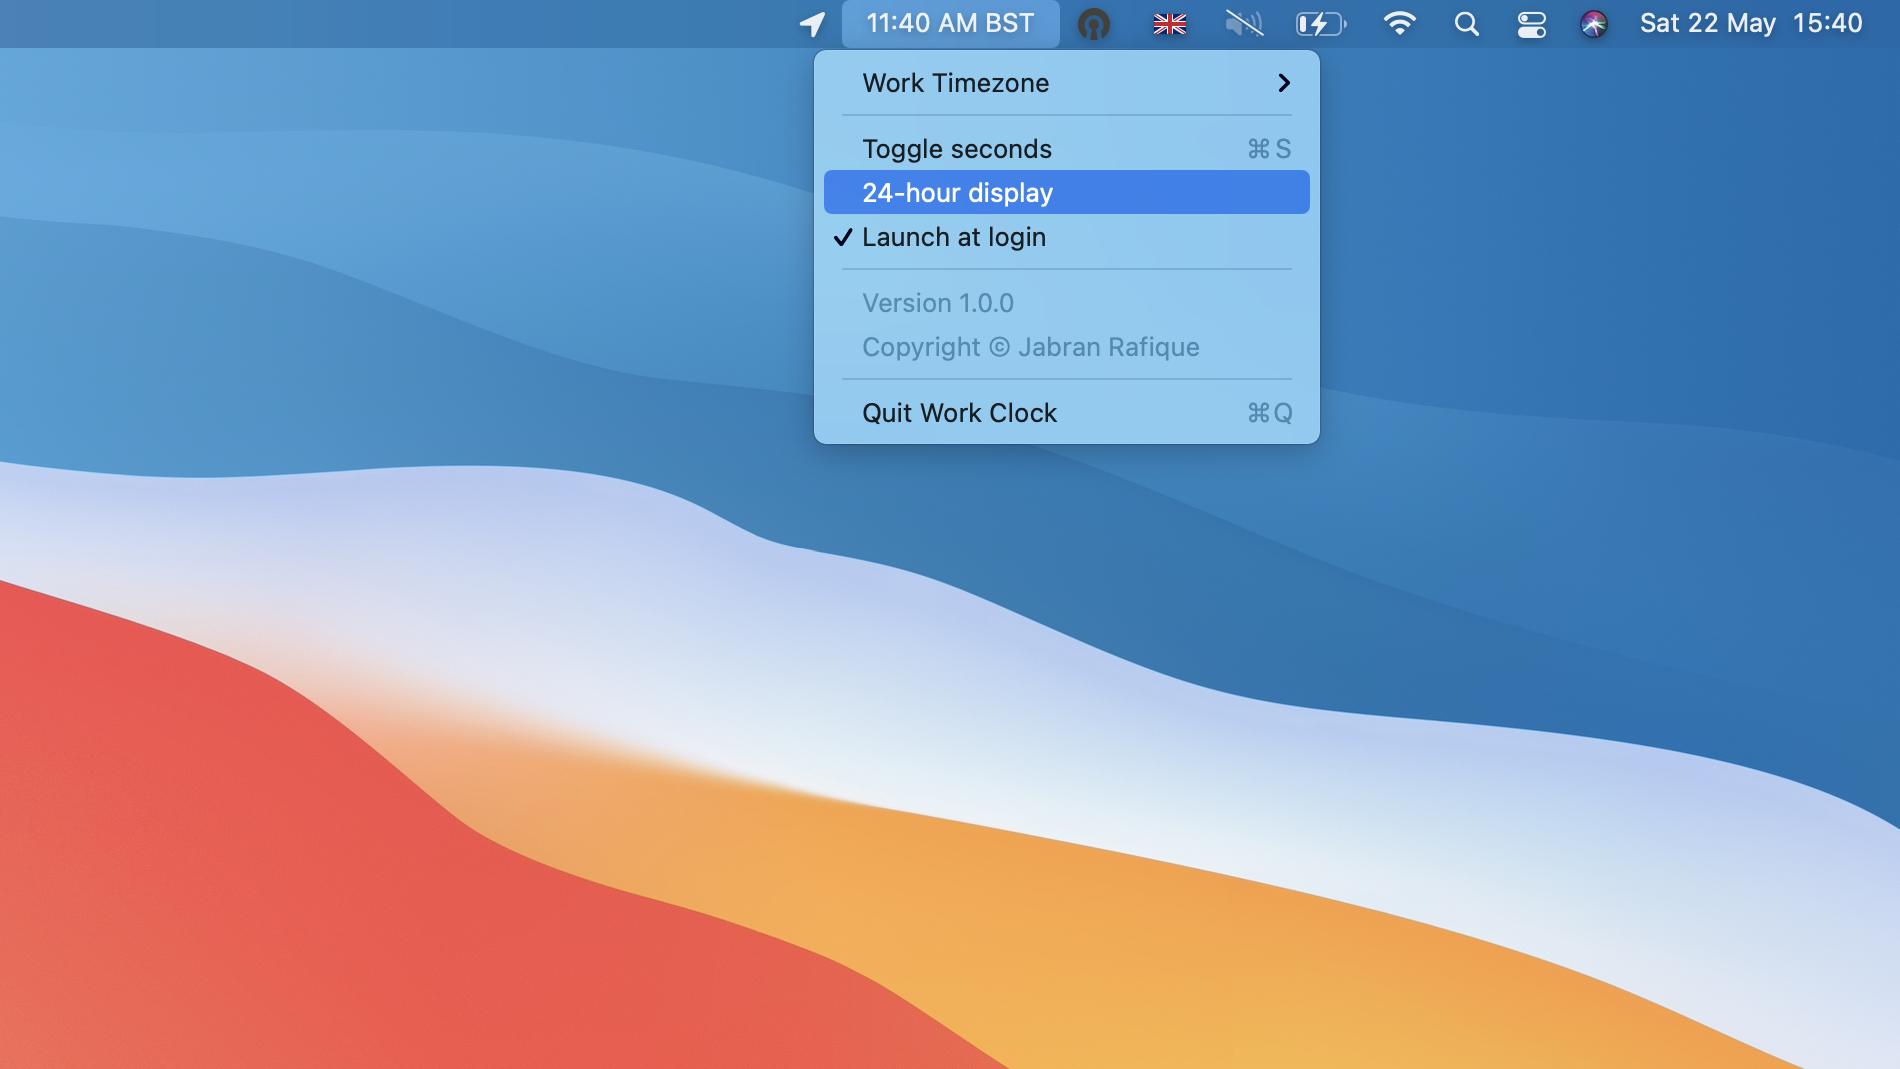 11:40 AM BST
Sat 22 May 15:40
Work Timezone
Toggle seconds ⌘ S
24-hour display
✓ Launch at login
Version 1.0.0
Copyright © Jabran Rafique
Quit Work Clock ⌘ Q